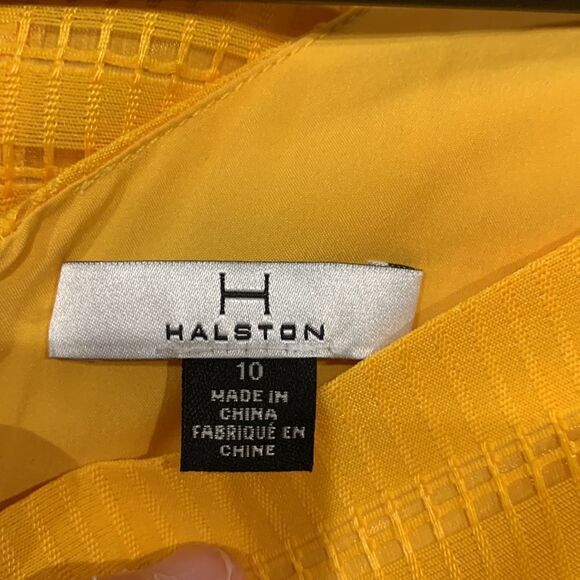 H
HALSTON
10
MADE IN
CHINA
FABRIQUÉ EN
CHINE